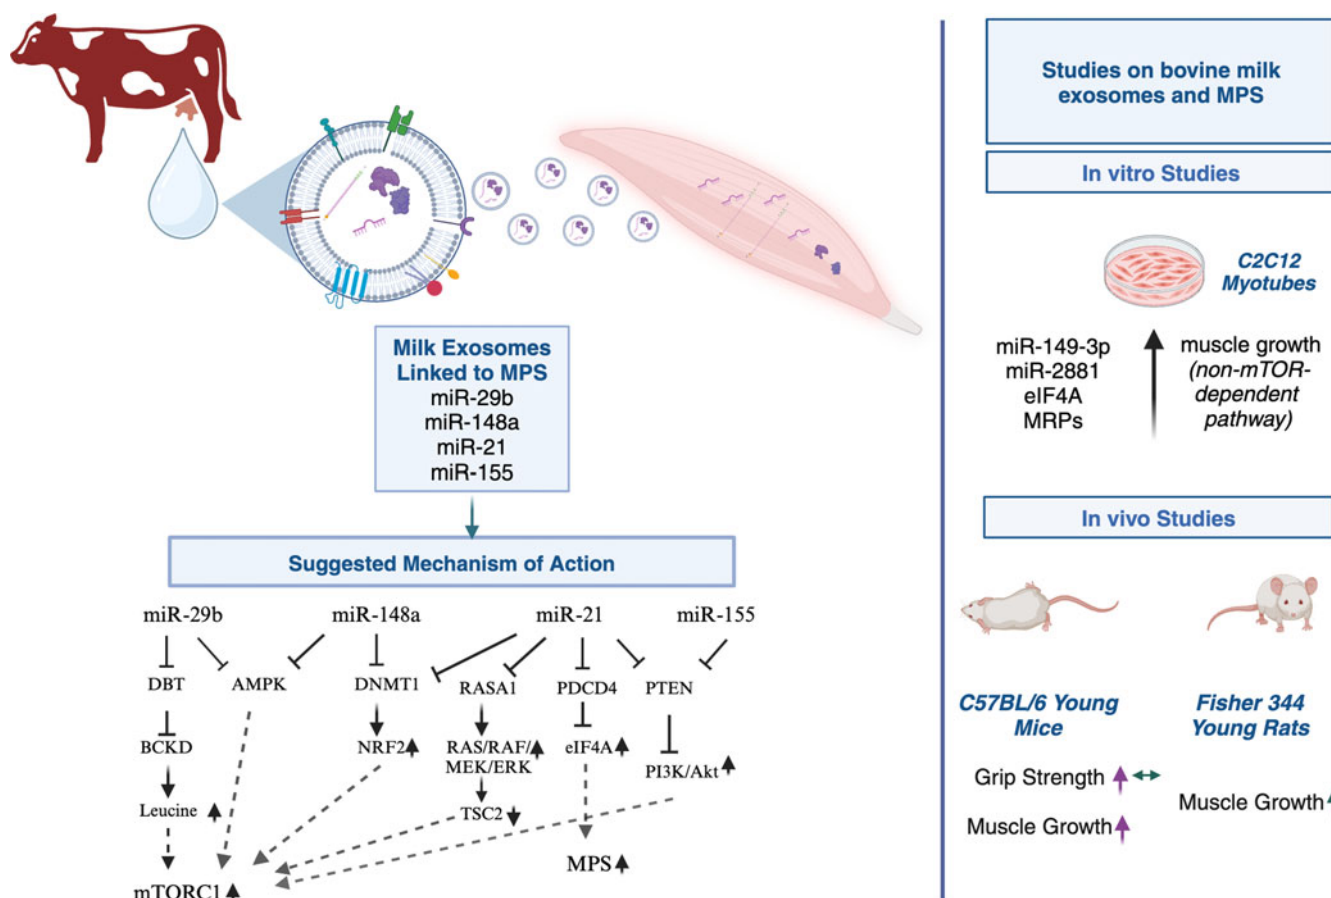 Milk Exosomes
Linked to MPS
miR-29b
miR-148a
miR-21
miR-155
Suggested Mechanism of Action
miR-29b miR-148a miR-21 miR-155
DBT AMPK DNMT1 RASA1 PDCD4 PTEN
BCKD NRF2 RAS/RAF/ eIF4A
MEK/ERK PI3K/Akt
Leucine TSC2
MPS
mTORC1
Studies on bovine milk
exosomes and MPS
In vitro Studies
C2C12
Myotubes
miR-149-3p
miR-2881
eIF4A
MRPs
muscle growth
(non-mTOR-
dependent
pathway)
In vivo Studies
C57BL/6 Young
Mice
Grip Strength
Muscle Growth
Fisher 344
Young Rats
Muscle Growth